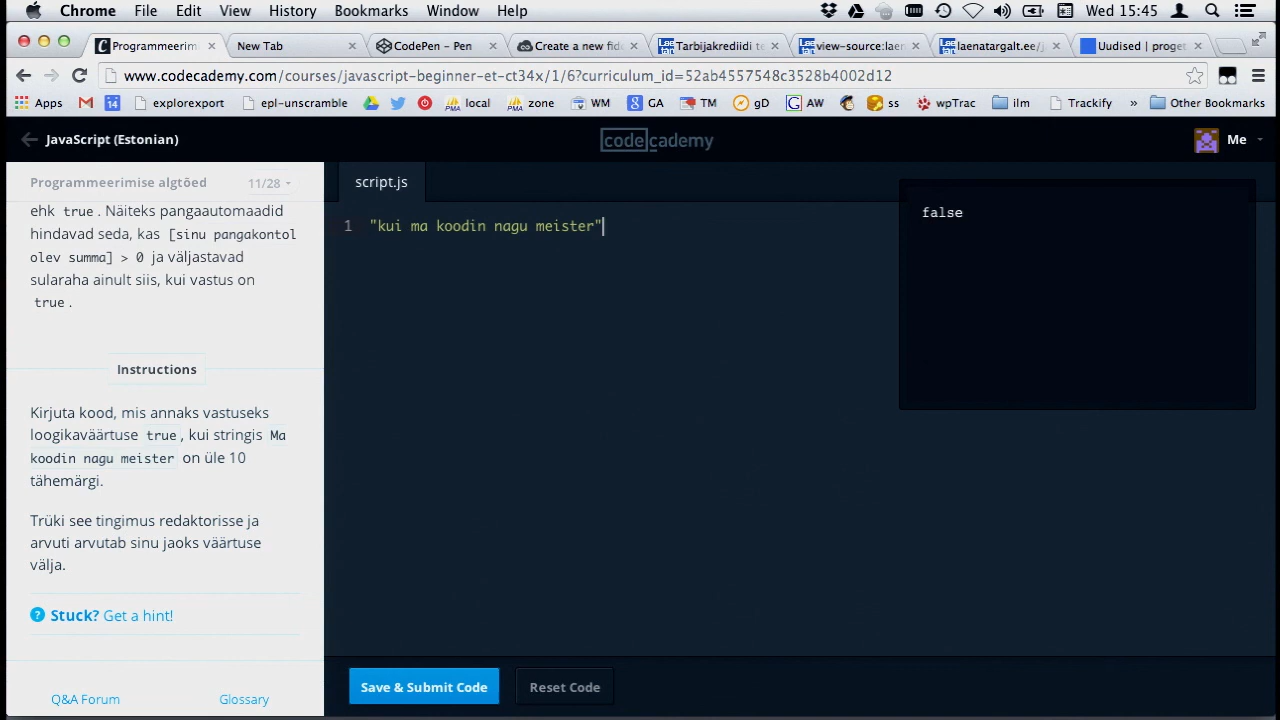 Chrome File Edit View History Bookmarks Window Help Wed 15:45
Programmeerim New Tab CodePen - Pen Create a new fid Tarbijakrediidi te view-source:laen laenatargalt.ee/j Uudised | proget
www.codecademy.com/courses/javascript-beginner-et-ct34x/1/6?curriculum_id=52ab4557548c3528b4002d12
Apps 14 explorexport epl-unscramble PMA local PMA zone WM GA TM gD AW ss wpTrac ilm Trackify » Other Bookmarks
JavaScript (Estonian) codecademy Me
Programmeerimise algtõed 11/28
script.js
ehk true. Näiteks pangaautomaadid
hindavad seda, kas [sinu pangakontol
olev summa] > 0 ja väljastavad
sularaha ainult siis, kui vastus on
true.
Instructions
Kirjuta kood, mis annaks vastuseks
loogikaväärtuse true, kui stringis Ma
koodin nagu meister on üle 10
tähemärgi.
Trüki see tingimus redaktorisse ja
arvuti arvutab sinu jaoks väärtuse
välja.
? Stuck? Get a hint!
Q&A Forum Glossary
1 "kui ma koodin nagu meister"
false
Save & Submit Code Reset Code